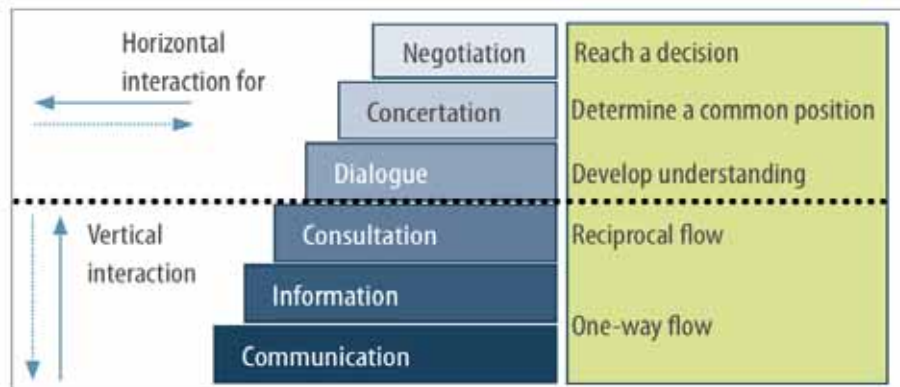 Horizontal
interaction for
Negotiation
Reach a decision
Concertation
Determine a common position
Dialogue
Develop understanding
Vertical
interaction
Consultation
Reciprocal flow
Information
One-way flow
Communication